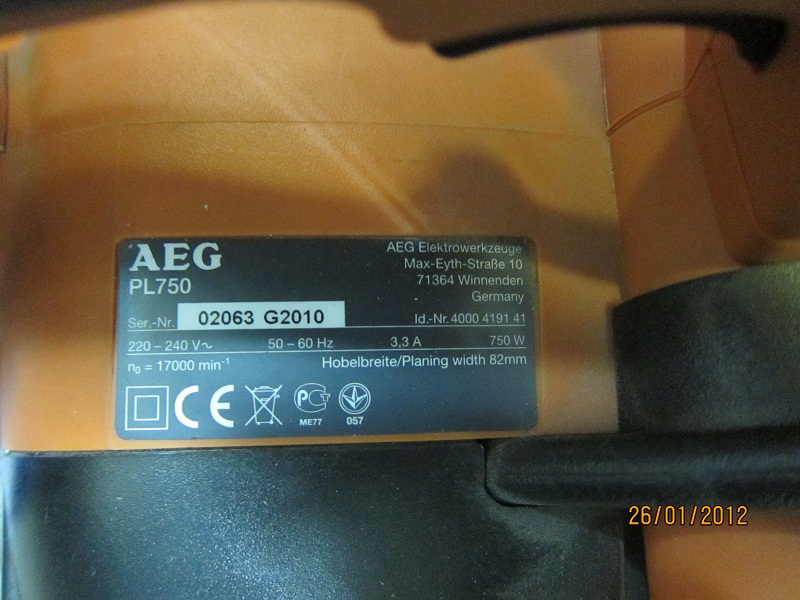 AEG
PL750
AEG Elektrowerkzeuge
Max-Eyth-Straße 10
71364 Winnenden
Germany
Ser.-Nr. 02063 G2010 Id.-Nr. 4000 4191 41
220 – 240 V~ 50 – 60 Hz 3,3 A 750 W
n0 = 17000 min-1 Hobelbreite/Planing width 82mm
CE
ME77 057
26/01/2012